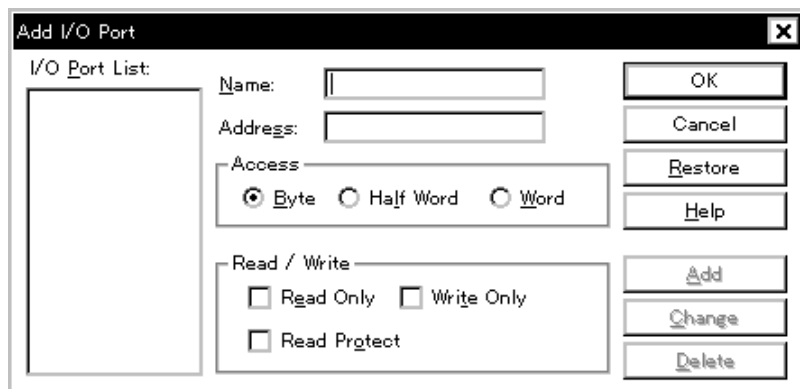 Add I/O Port
I/O Port List:
Name:
Address:
Access
Byte Half Word Word
Read / Write
Read Only Write Only
Read Protect
OK
Cancel
Restore
Help
Add
Change
Delete